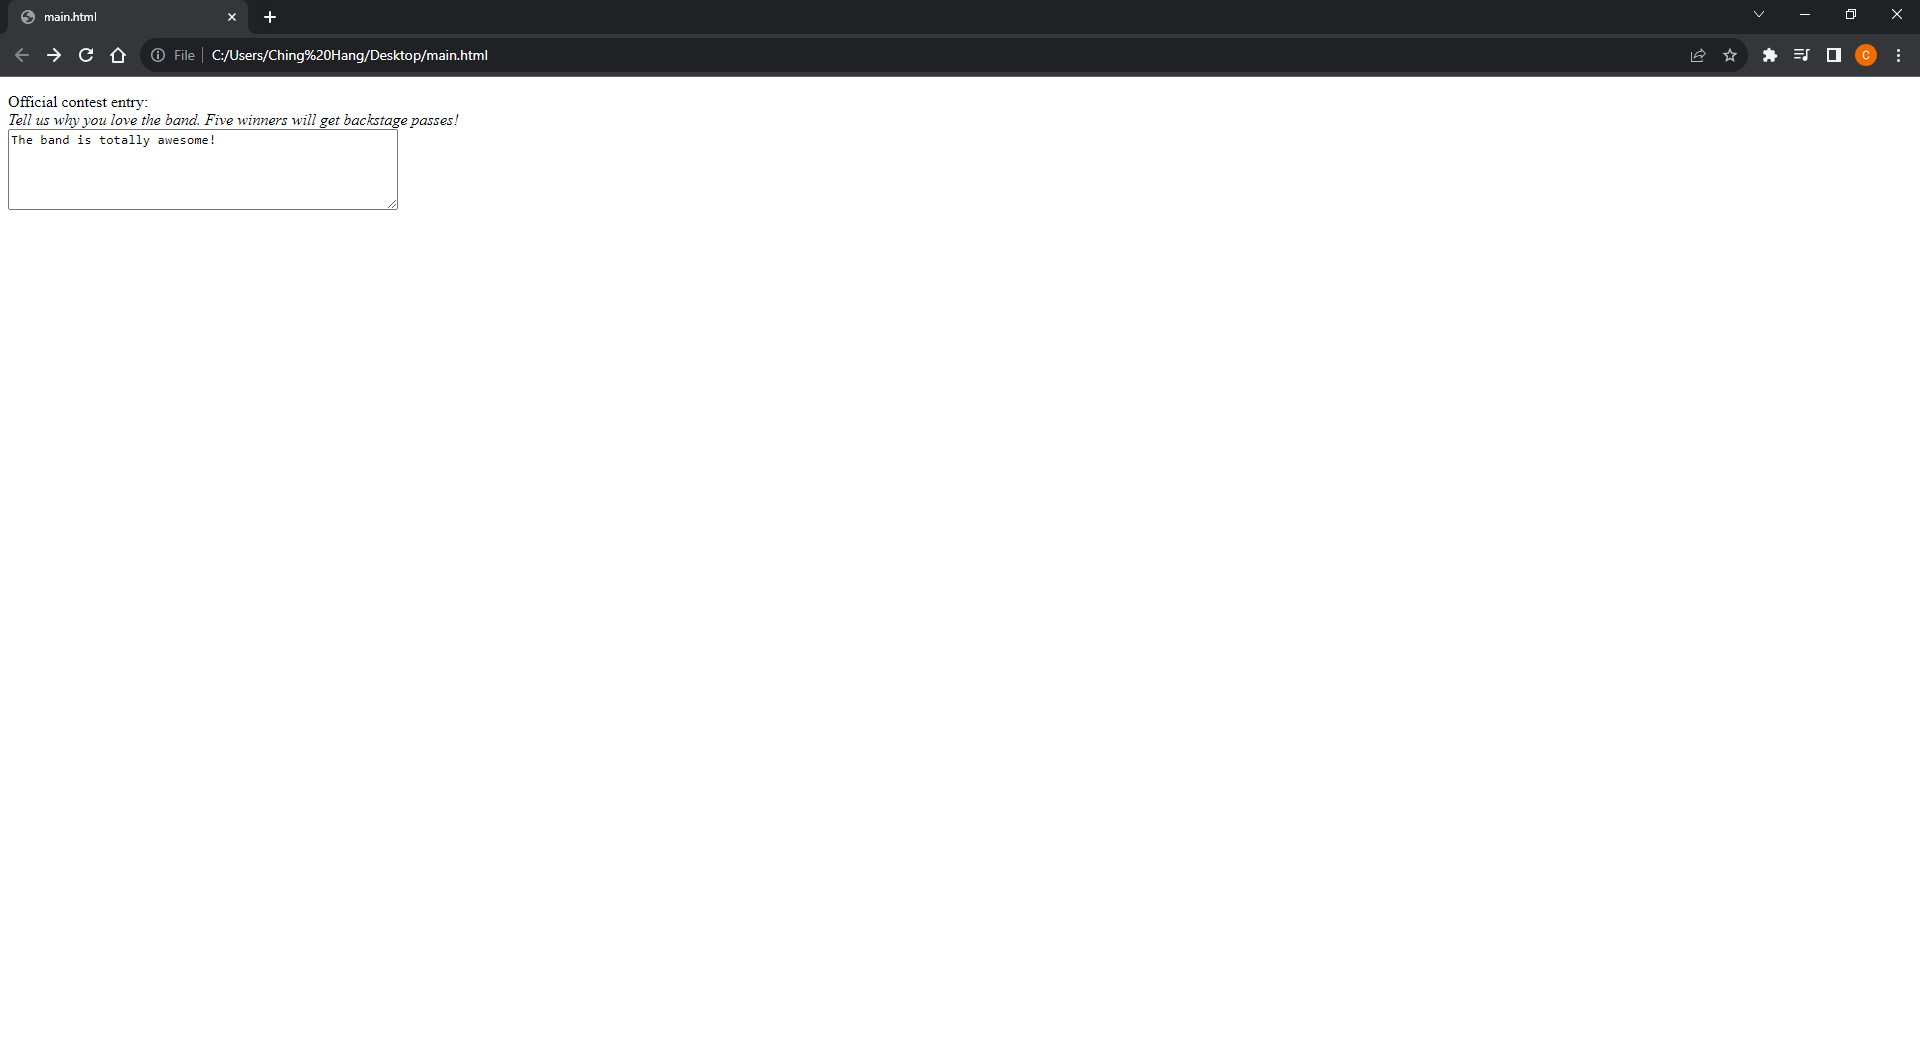 main.html
File
C:/Users/Ching%20Hang/Desktop/main.html
C
Official contest entry:
Tell us why you love the band. Five winners will get backstage passes!
The band is totally awesome!